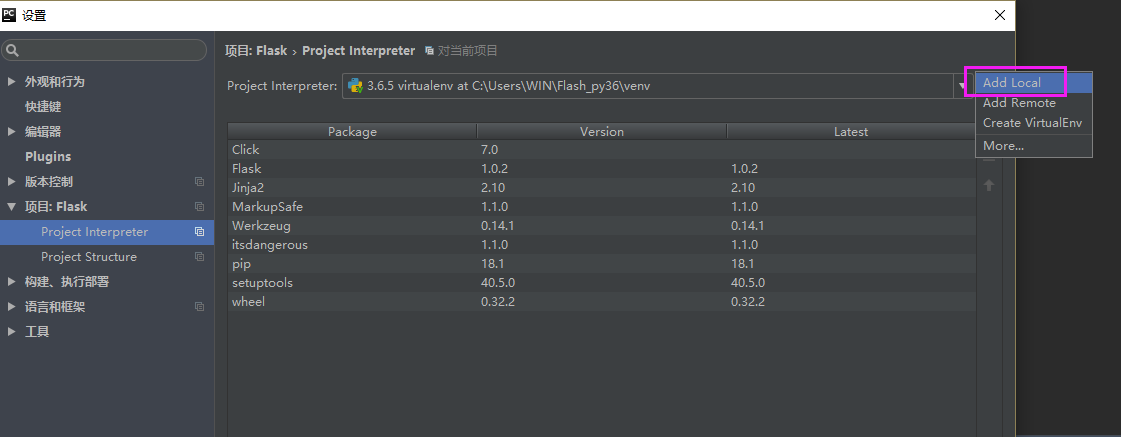 PC 设置
项目: Flask › Project Interpreter 对当前项目
外观和行为
快捷键
编辑器
Plugins
版本控制
项目: Flask
Project Interpreter
Project Structure
构建、执行部署
语言和框架
工具
Project Interpreter: 3.6.5 virtualenv at C:\Users\WIN\Flash_py36\venv
Add Local
Add Remote
Create VirtualEnv
More...
Package Version Latest
Click 7.0
Flask 1.0.2 1.0.2
Jinja2 2.10 2.10
MarkupSafe 1.1.0 1.1.0
Werkzeug 0.14.1 0.14.1
itsdangerous 1.1.0 1.1.0
pip 18.1 18.1
setuptools 40.5.0 40.5.0
wheel 0.32.2 0.32.2